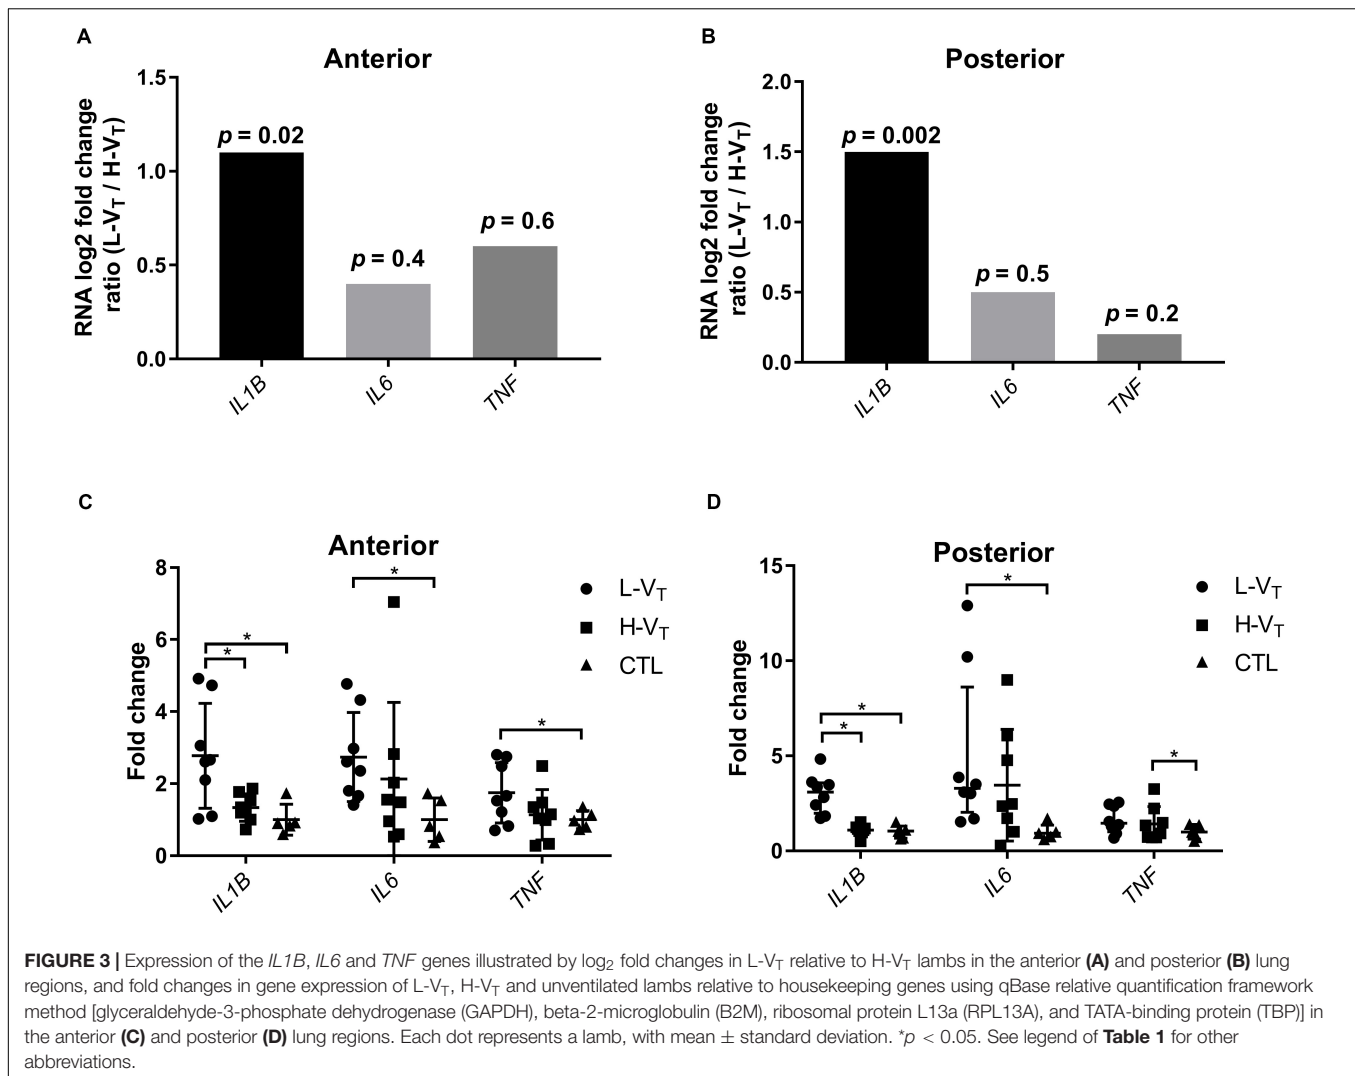 A
Anterior
RNA log2 fold change
ratio (L-VT / H-VT)
1.5
1.0
0.5
0.0
p = 0.02
p = 0.4
p = 0.6
IL1B
IL6
TNF
B
Posterior
RNA log2 fold change
ratio (L-VT / H-VT)
2.0
1.5
1.0
0.5
0.0
p = 0.002
p = 0.5
p = 0.2
IL1B
IL6
TNF
C
Anterior
Fold change
8
6
4
2
0
*
*
*
*
L-VT
H-VT
CTL
IL1B
IL6
TNF
D
Posterior
Fold change
15
10
5
0
*
*
*
*
L-VT
H-VT
CTL
IL1B
IL6
TNF
FIGURE 3 | Expression of the IL1B, IL6 and TNF genes illustrated by log2 fold changes in L-VT relative to H-VT lambs in the anterior (A) and posterior (B) lung
regions, and fold changes in gene expression of L-VT, H-VT and unventilated lambs relative to housekeeping genes using qBase relative quantification framework
method [glyceraldehyde-3-phosphate dehydrogenase (GAPDH), beta-2-microglobulin (B2M), ribosomal protein L13a (RPL13A), and TATA-binding protein (TBP)] in
the anterior (C) and posterior (D) lung regions. Each dot represents a lamb, with mean ± standard deviation. *p < 0.05. See legend of Table 1 for other
abbreviations.